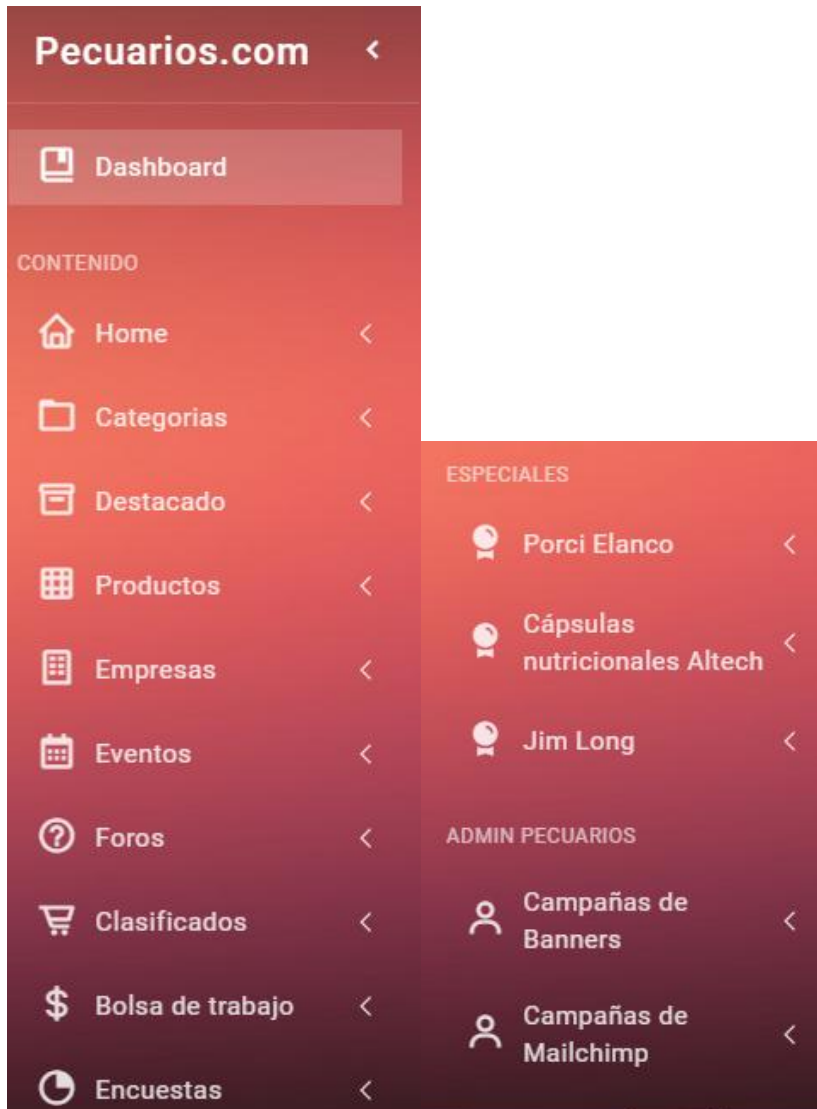 Pecuarios.com
Dashboard
CONTENIDO
Home
Categorias
Destacado
Productos
Empresas
Eventos
Foros
Clasificados
Bolsa de trabajo
Encuestas
ESPECIALES
Porci Elanco
Cápsulas
nutricionales Altech
Jim Long
ADMIN PECUARIOS
Campañas de
Banners
Campañas de
Mailchimp